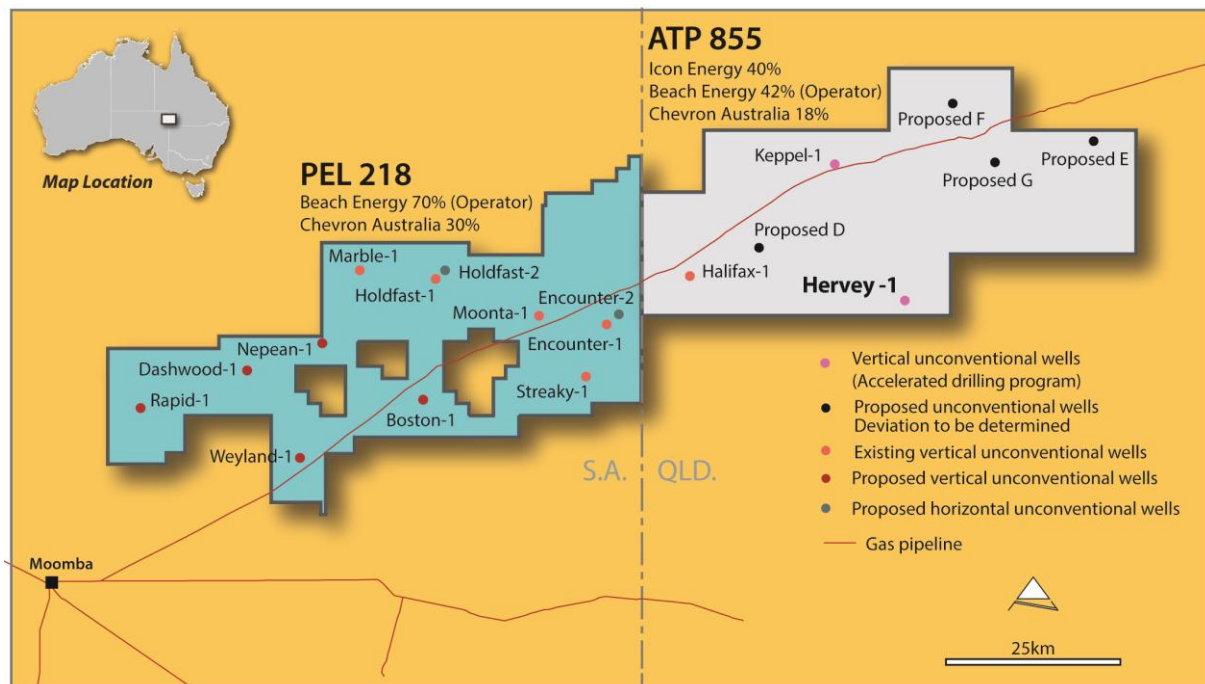 Map Location
ATP 855
Icon Energy 40%
Beach Energy 42% (Operator)
Chevron Australia 18%
PEL 218
Beach Energy 70% (Operator)
Chevron Australia 30%
Proposed F
Proposed E
Keppel-1
Proposed G
Proposed D
Marble-1
Holdfast-2
Halifax-1
Holdfast-1
Hervey -1
Encounter-2
Moonta-1
Nepean-1
Encounter-1
Dashwood-1
Streaky-1
Rapid-1
Boston-1
Weyland-1
S.A.
QLD.
Vertical unconventional wells
(Accelerated drilling program)
Proposed unconventional wells
Deviation to be determined
Existing vertical unconventional wells
Proposed vertical unconventional wells
Proposed horizontal unconventional wells
Gas pipeline
Moomba
25km